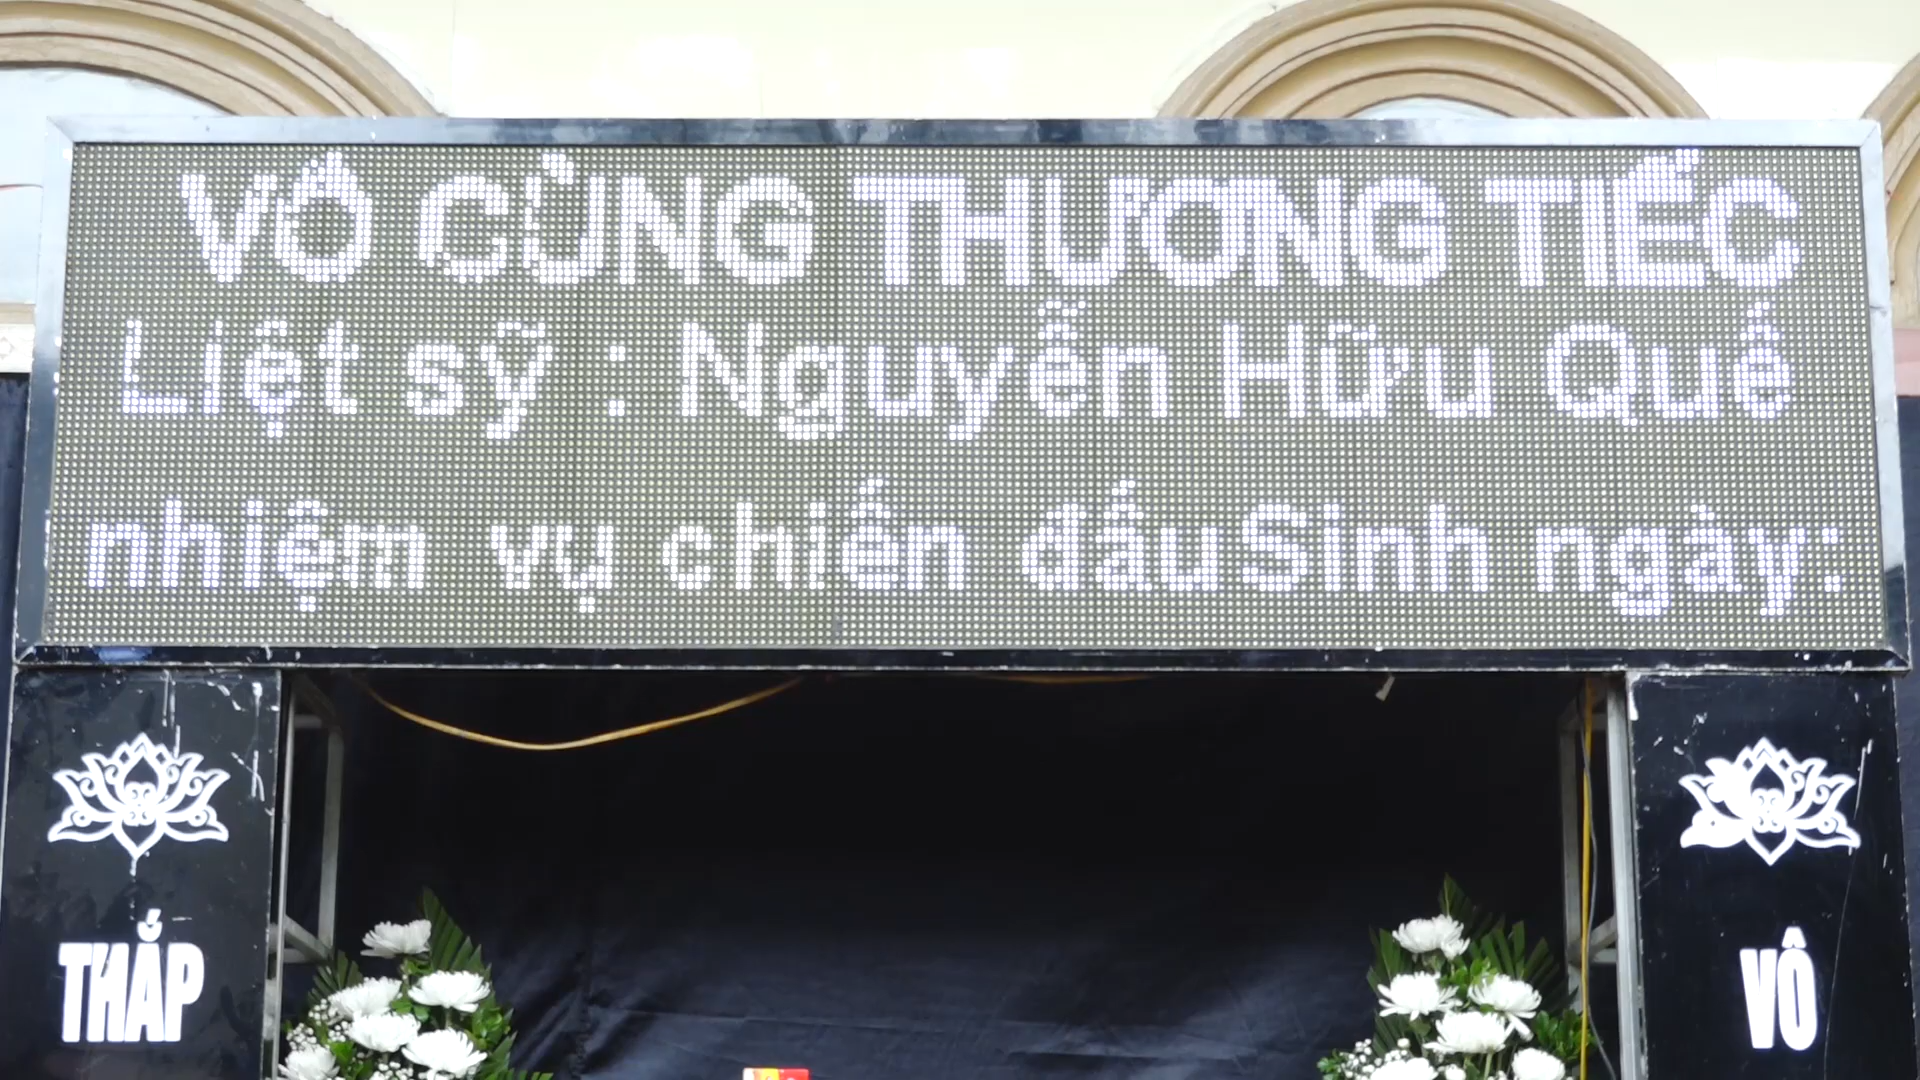 VÔ CÙNG THƯƠNG TIẾC
Liệt sỹ : Nguyễn Hữu Quế
nhiệm vụ chiến đấuSinh ngày:
THẮP
VÔ